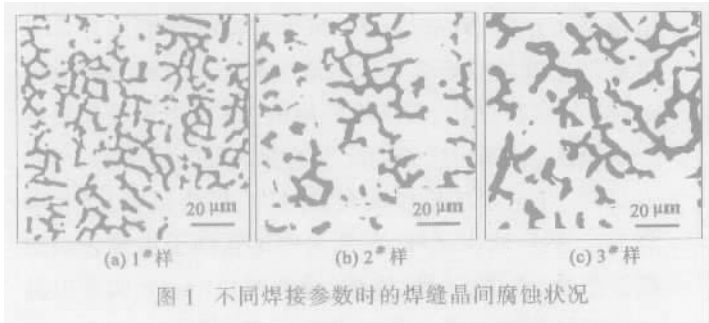 20 μm 20 μm 20 μm
(a) 1#样 (b) 2#样 (c) 3#样
图 1 不同焊接参数时的焊缝晶间腐蚀状况